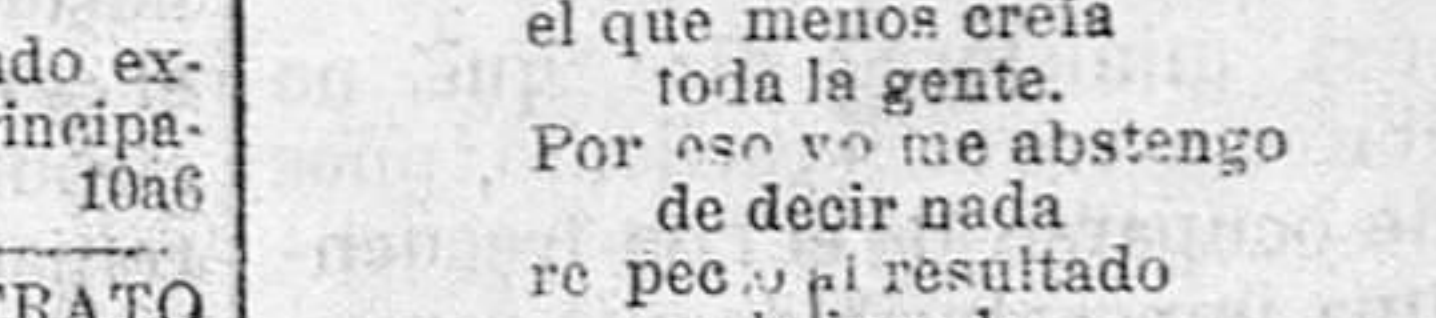 ado ex-
incipa-
10a6
RATO
el que menos creía
toda la gente.
Por eso yo me abstengo
de decir nada
resultado